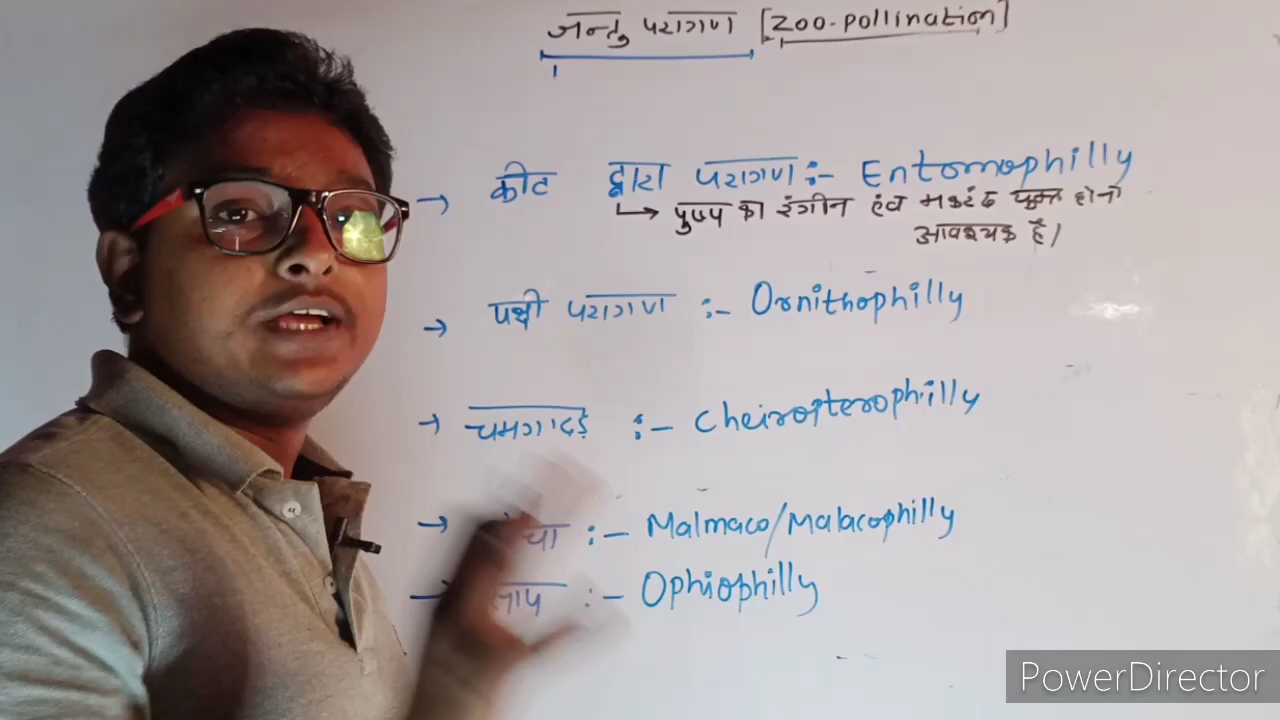 जन्तु परागण [Zoo-pollination]
→ कीट द्वारा परागण :- Entomophilly
↳ पुष्प का रंगीन एंव मकरंद युक्त होना
आवश्यक है।
→ पक्षी परागण :- Ornithophilly
→ चमगादड़ :- Cheiropterophilly
→ :- Malmaco/Malacophilly
→ साप :- Ophiophilly
PowerDirector